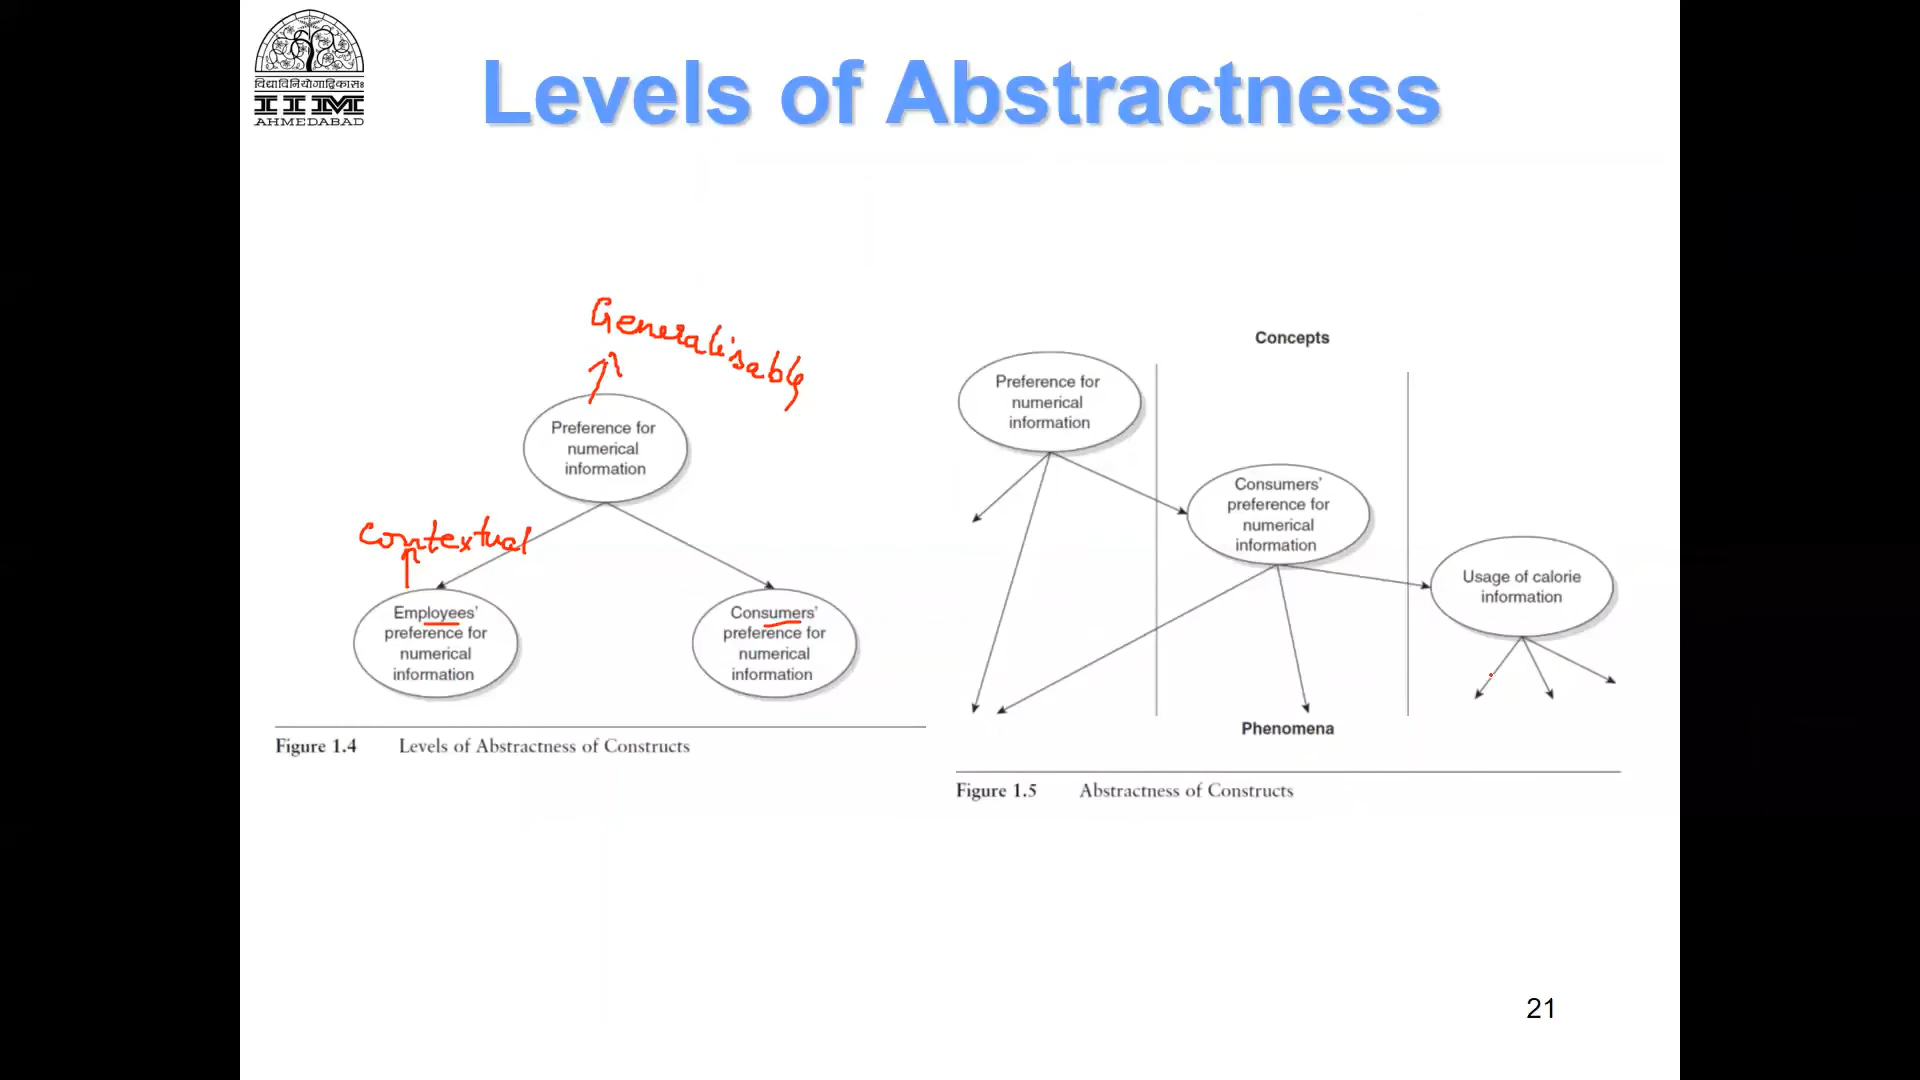 विद्याविनियोगाद्विकासः
IIM
AHMEDABAD
Levels of Abstractness
Generalisable
Preference for
numerical
information
Contextual
Employees'
preference for
numerical
information
Consumers'
preference for
numerical
information
Figure 1.4 Levels of Abstractness of Constructs
Concepts
Preference for
numerical
information
Consumers'
preference for
numerical
information
Usage of calorie
information
Phenomena
Figure 1.5 Abstractness of Constructs
21